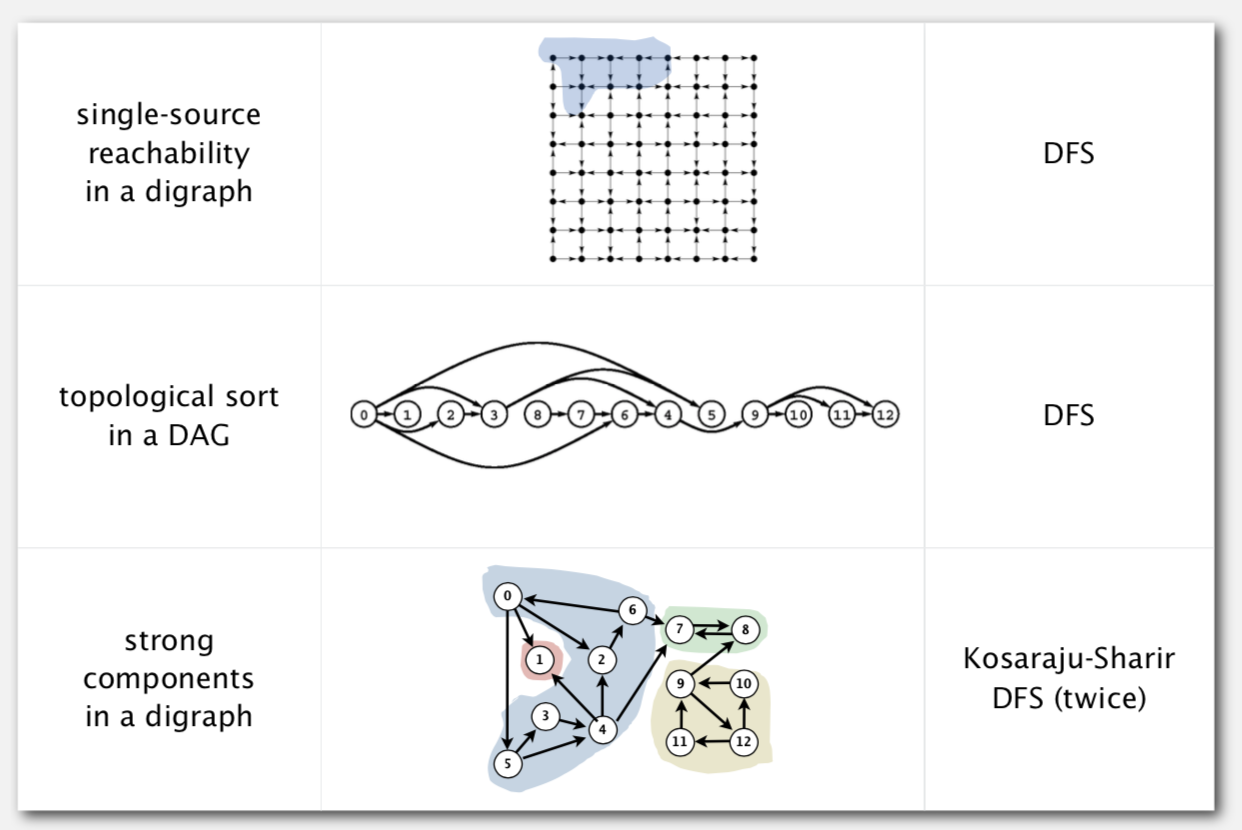 single-source
reachability
in a digraph
DFS
topological sort
in a DAG
0 1 2 3 8 7 6 4 5 9 10 11 12
DFS
strong
components
in a digraph
0
6
7 8
1 2
9 10
3
4
11 12
5
Kosaraju-Sharir
DFS (twice)